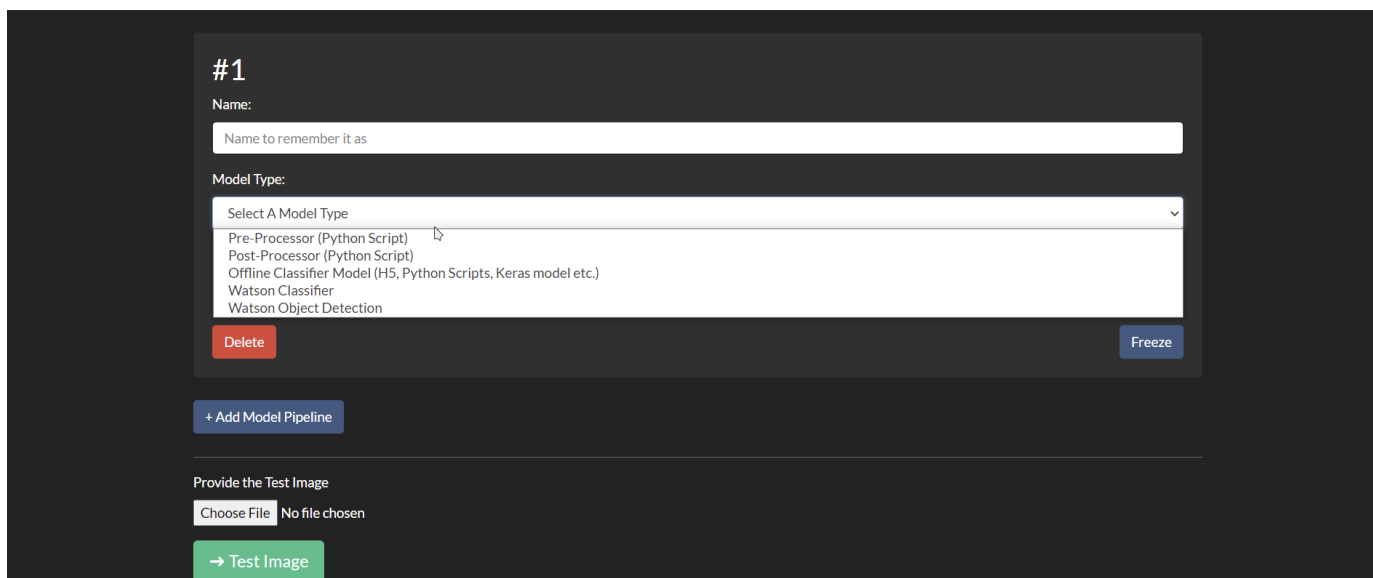 #1
Name:
Name to remember it as
Model Type:
Select A Model Type
Pre-Processor (Python Script)
Post-Processor (Python Script)
Offline Classifier Model (H5, Python Scripts, Keras model etc.)
Watson Classifier
Watson Object Detection
Delete Freeze
+ Add Model Pipeline
Provide the Test Image
Choose File No file chosen
➔ Test Image